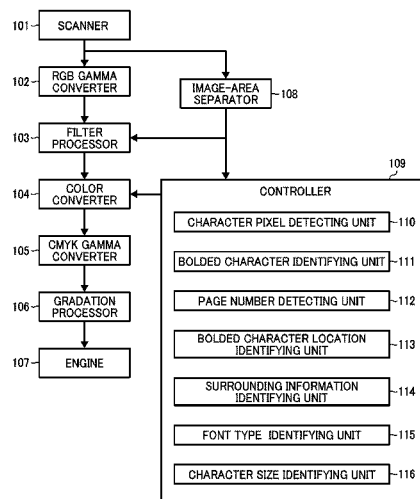 101
SCANNER
102
RGB GAMMA
CONVERTER
IMAGE-AREA
SEPARATOR
108
103
FILTER
PROCESSOR
109
104
COLOR
CONVERTER
CONTROLLER
CHARACTER PIXEL DETECTING UNIT
110
105
CMYK GAMMA
CONVERTER
BOLDED CHARACTER IDENTIFYING UNIT
111
106
GRADATION
PROCESSOR
PAGE NUMBER DETECTING UNIT
112
107
ENGINE
BOLDED CHARACTER LOCATION
IDENTIFYING UNIT
113
SURROUNDING INFORMATION
IDENTIFYING UNIT
114
FONT TYPE IDENTIFYING UNIT
115
CHARACTER SIZE IDENTIFYING UNIT
116